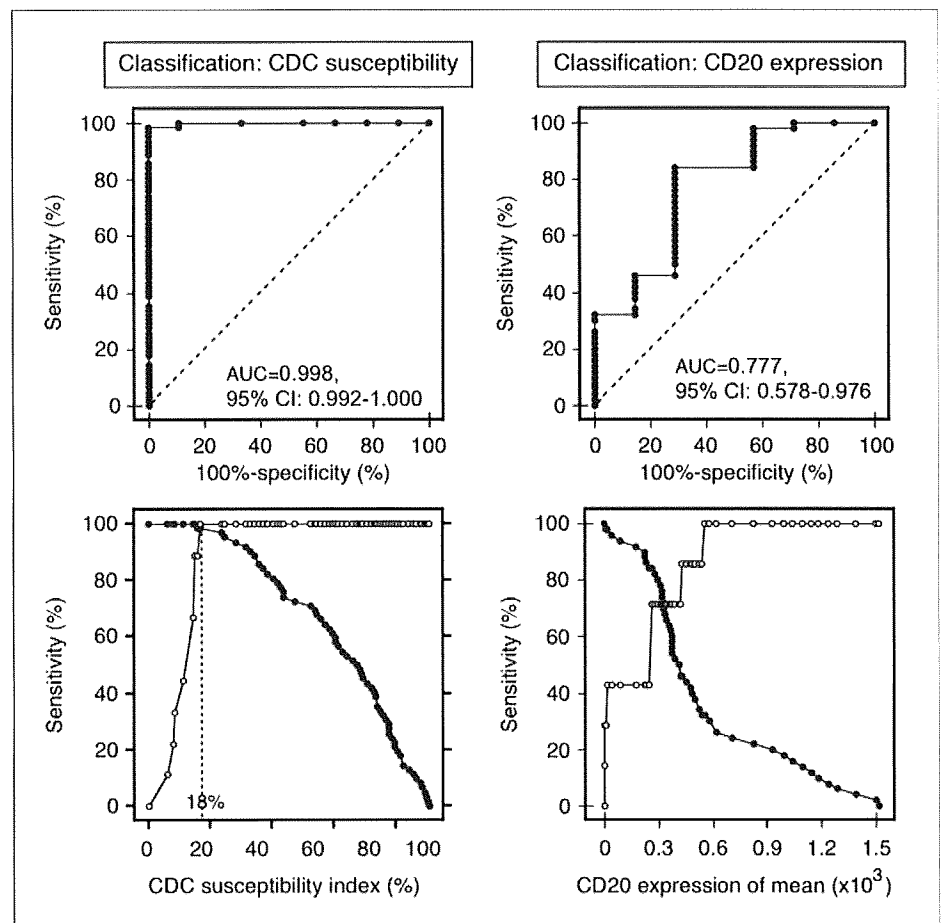 Classification: CDC susceptibility
Classification: CD20 expression
Sensitivity (%)
100
80
60
40
20
0
AUC=0.998,
95% CI: 0.992-1.000
0 20 40 60 80 100
100%-specificity (%)
Sensitivity (%)
100
80
60
40
20
0
AUC=0.777,
95% CI: 0.578-0.976
0 20 40 60 80 100
100%-specificity (%)
Sensitivity (%)
100
80
60
40
20
0
18%
0 20 40 60 80 100
CDC susceptibility index (%)
Sensitivity (%)
100
80
60
40
20
0
0 0.3 0.6 0.9 1.2 1.5
CD20 expression of mean (x10³)